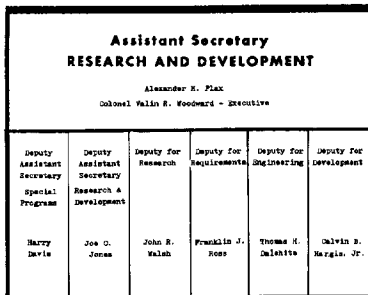 Assistant Secretary
RESEARCH AND DEVELOPMENT
Alexander H. Flax
Colonel Valin R. Woodward - Executive
Deputy Assistant Secretary
Special Programs
Harry Davis
Deputy Assistant Secretary
Research & Development
Joe C. Jones
Deputy for Research
John R. Walsh
Deputy for Requirements
Franklin J. Ross
Deputy for Engineering
Thomas H. Dalehite
Deputy for Development
Calvin B. Hargis, Jr.